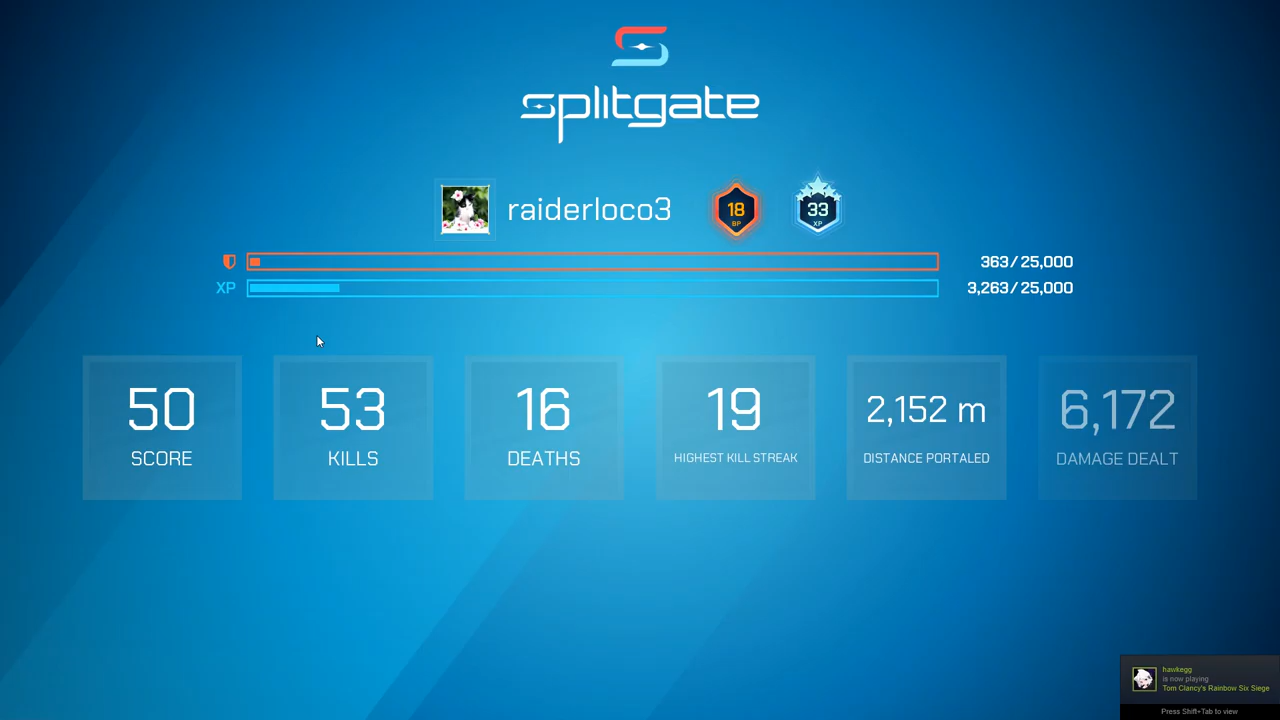 splitgate
raiderloco3
18
BP
33
XP
363/25,000
XP
3,263/25,000
50
SCORE
53
KILLS
16
DEATHS
19
HIGHEST KILL STREAK
2,152 m
DISTANCE PORTALED
6,172
DAMAGE DEALT
hawkegg
is now playing
Tom Clancy's Rainbow Six Siege
Press Shift+Tab to view